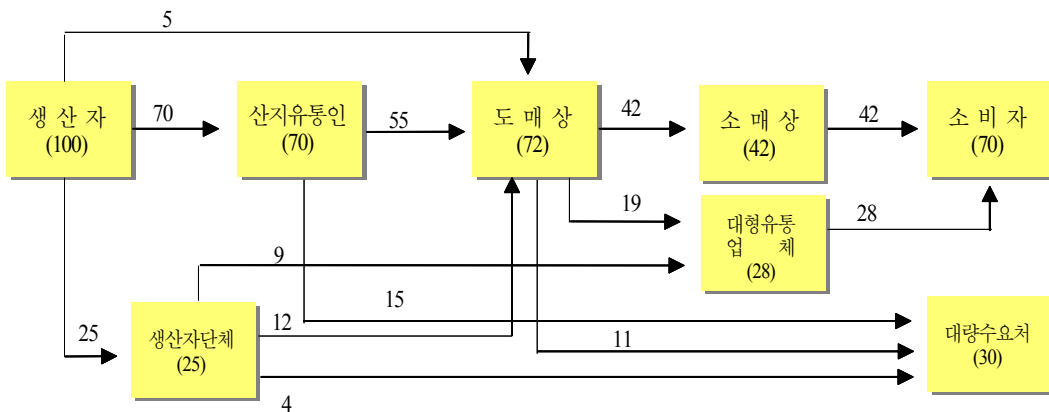 5
생 산 자
(100)
70
산지유통인
(70)
55
도 매 상
(72)
42
소 매 상
(42)
42
소 비 자
(70)
19
대형유통
업 체
(28)
28
9
15
25
생산자단체
(25)
12
11
대량수요처
(30)
4